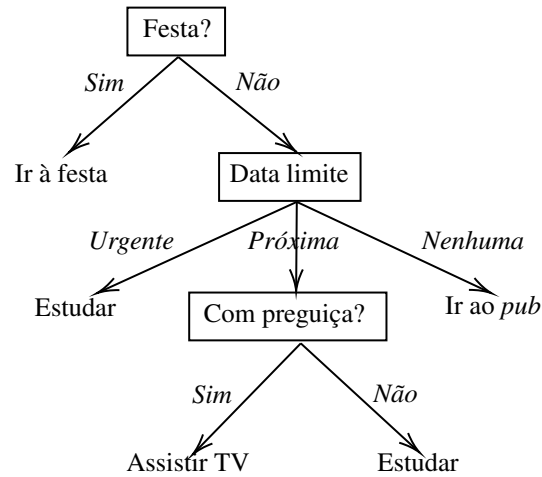 Festa?
Sim
Não
Ir à festa
Data limite
Urgente
Próxima
Nenhuma
Estudar
Com preguiça?
Ir ao pub
Sim
Não
Assistir TV
Estudar